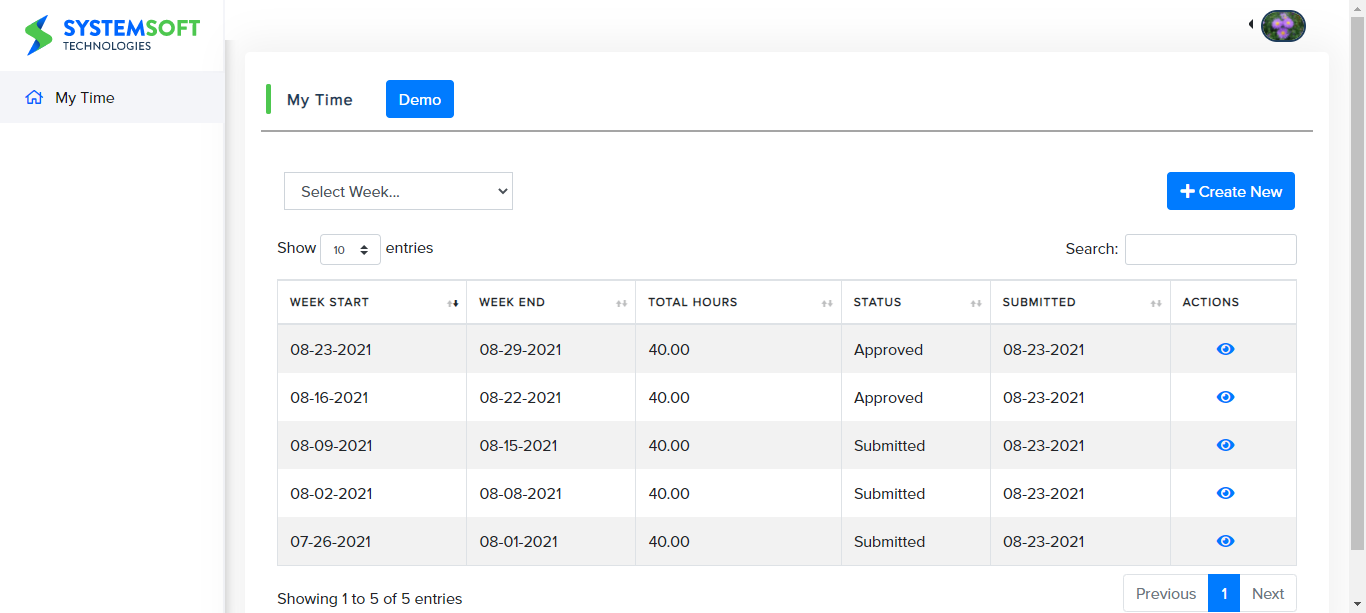 SYSTEMSOFT
TECHNOLOGIES
My Time
My Time Demo
Select Week... Create New
Show 10 entries Search:
WEEK START WEEK END TOTAL HOURS STATUS SUBMITTED ACTIONS
08-23-2021 08-29-2021 40.00 Approved 08-23-2021
08-16-2021 08-22-2021 40.00 Approved 08-23-2021
08-09-2021 08-15-2021 40.00 Submitted 08-23-2021
08-02-2021 08-08-2021 40.00 Submitted 08-23-2021
07-26-2021 08-01-2021 40.00 Submitted 08-23-2021
Showing 1 to 5 of 5 entries Previous 1 Next